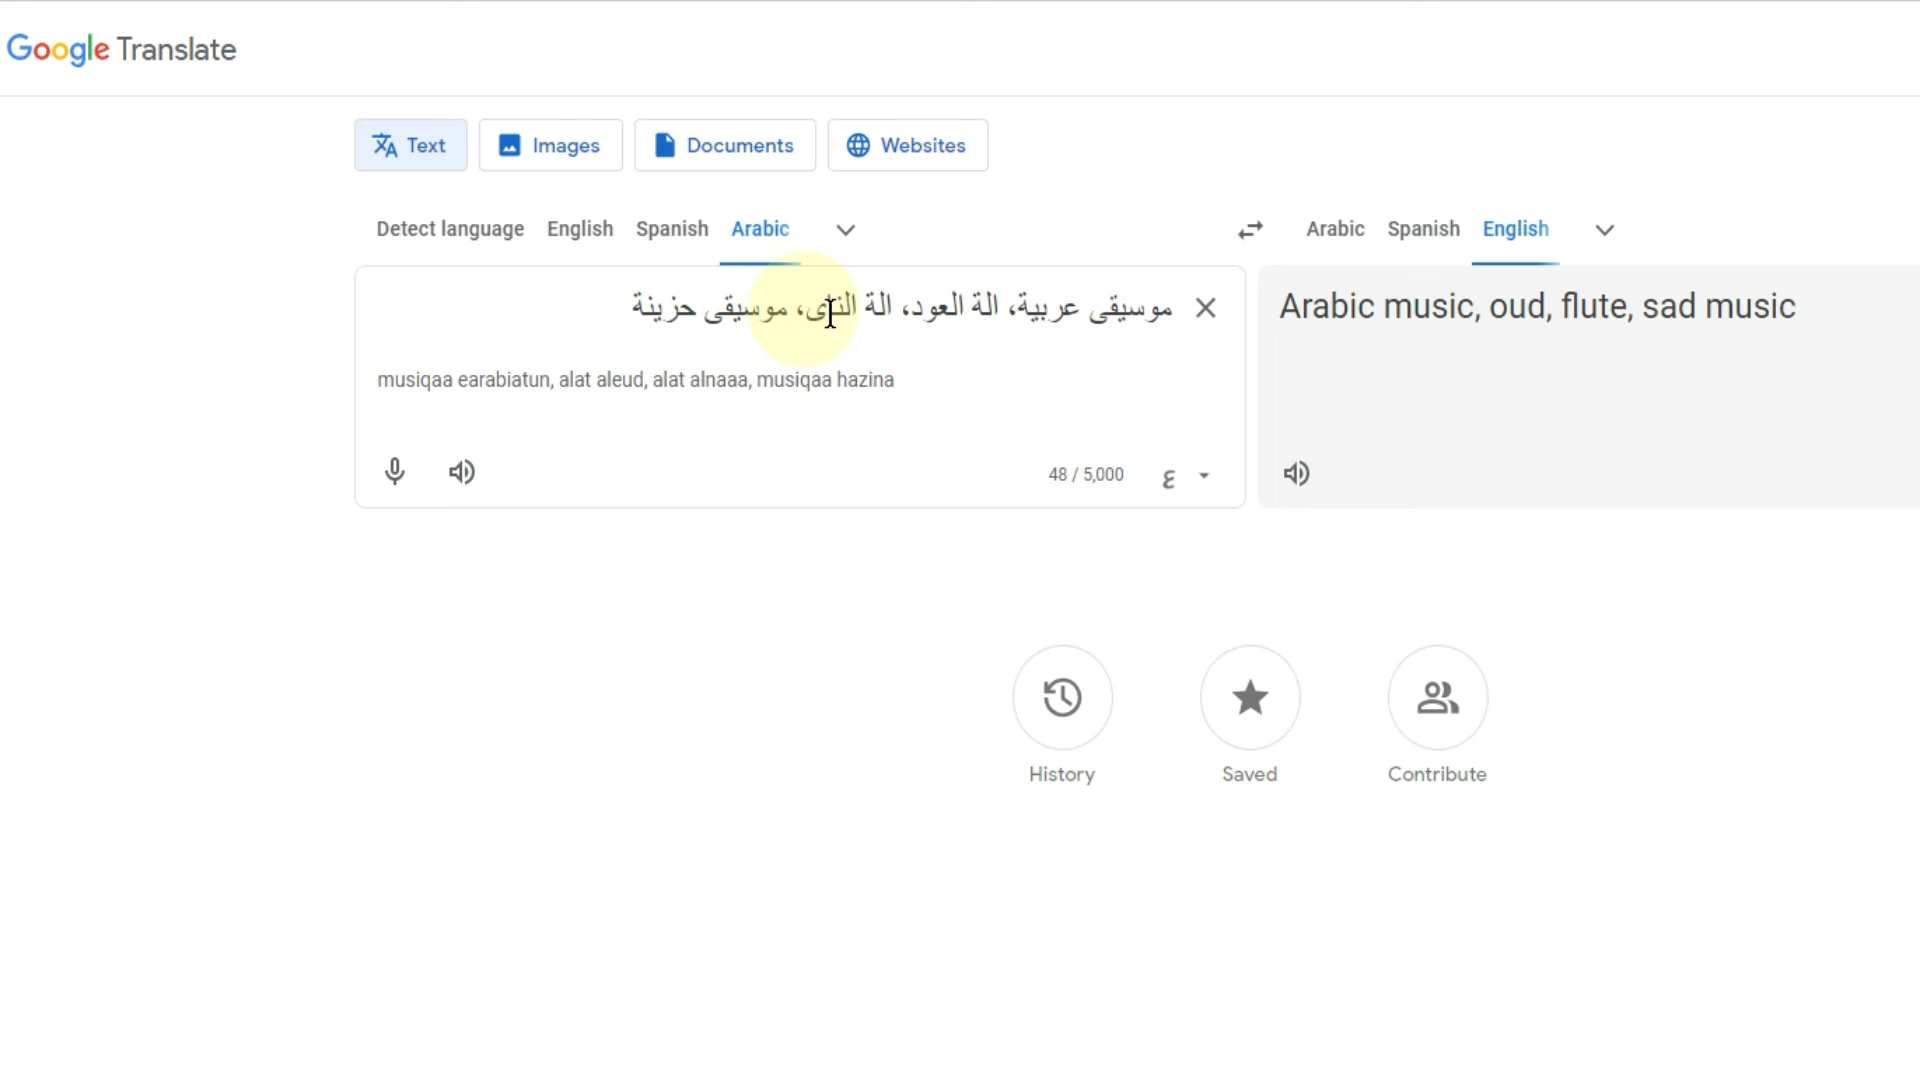 Google Translate
Text Images Documents Websites
Detect language English Spanish Arabic
Arabic Spanish English
موسيقى عربية، الة العود، الة الناى، موسيقى حزينة
musiqaa earabiatun, alat aleud, alat alnaaa, musiqaa hazina
48 / 5,000
ع
Arabic music, oud, flute, sad music
History Saved Contribute